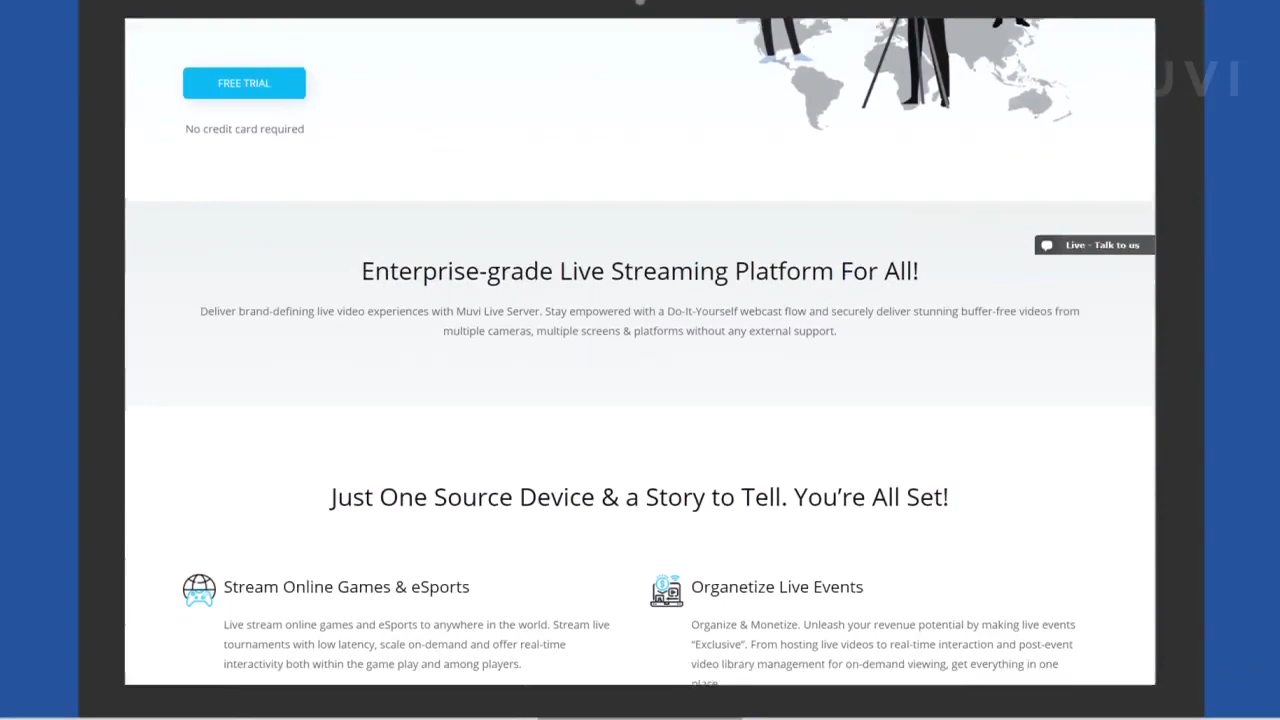 FREE TRIAL
No credit card required
UVI
Live - Talk to us
Enterprise-grade Live Streaming Platform For All!
Deliver brand-defining live video experiences with Muvi Live Server. Stay empowered with a Do-It-Yourself webcast flow and securely deliver stunning buffer-free videos from
multiple cameras, multiple screens & platforms without any external support.
Just One Source Device & a Story to Tell. You’re All Set!
Stream Online Games & eSports
Live stream online games and eSports to anywhere in the world. Stream live
tournaments with low latency, scale on-demand and offer real-time
interactivity both within the game play and among players.
Organetize Live Events
Organize & Monetize. Unleash your revenue potential by making live events
“Exclusive”. From hosting live videos to real-time interaction and post-event
video library management for on-demand viewing, get everything in one
place.